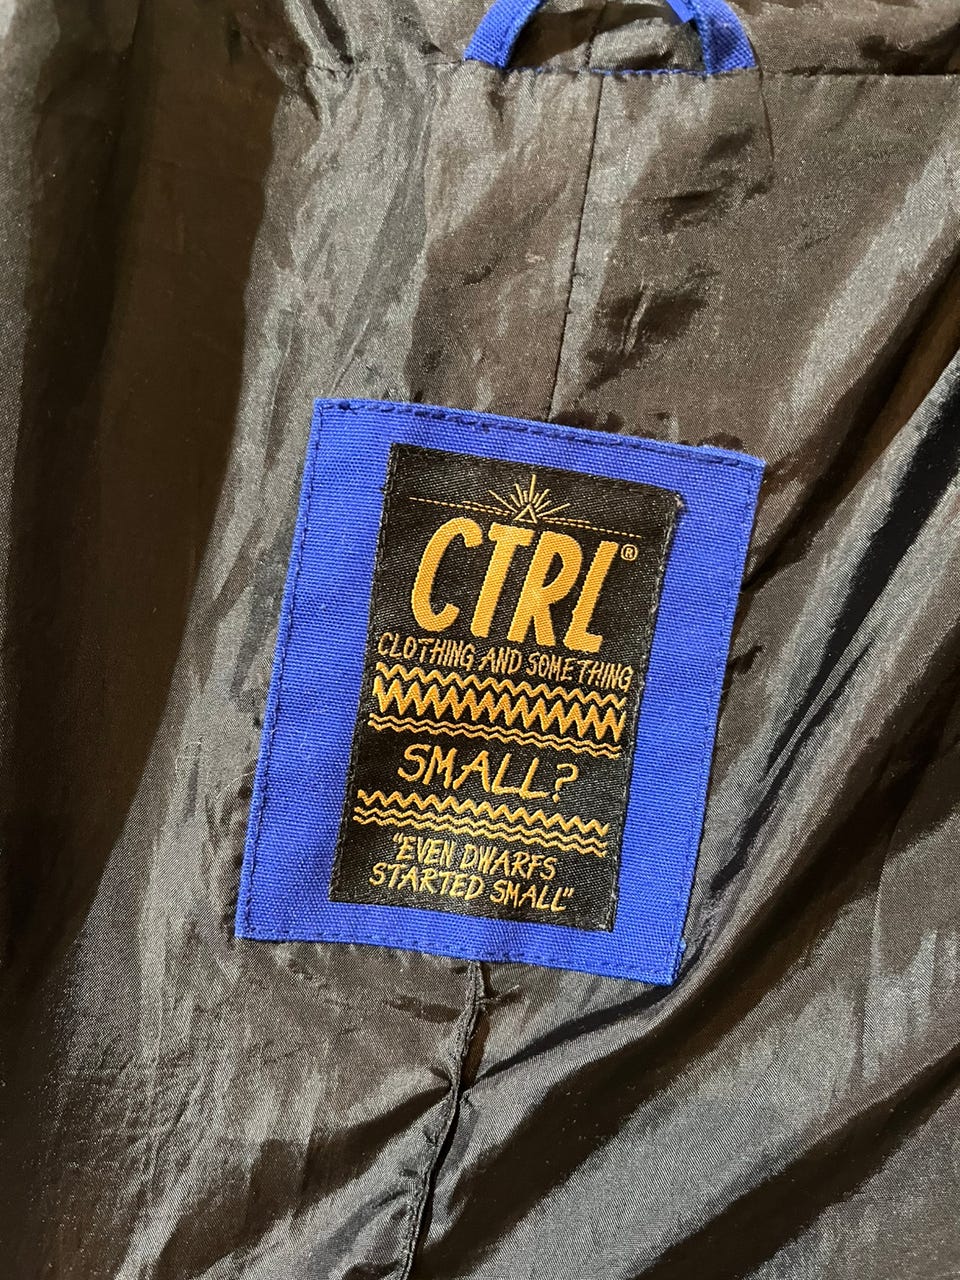 CTRL®
CLOTHING AND SOMETHING
SMALL?
"EVEN DWARFS
STARTED SMALL"